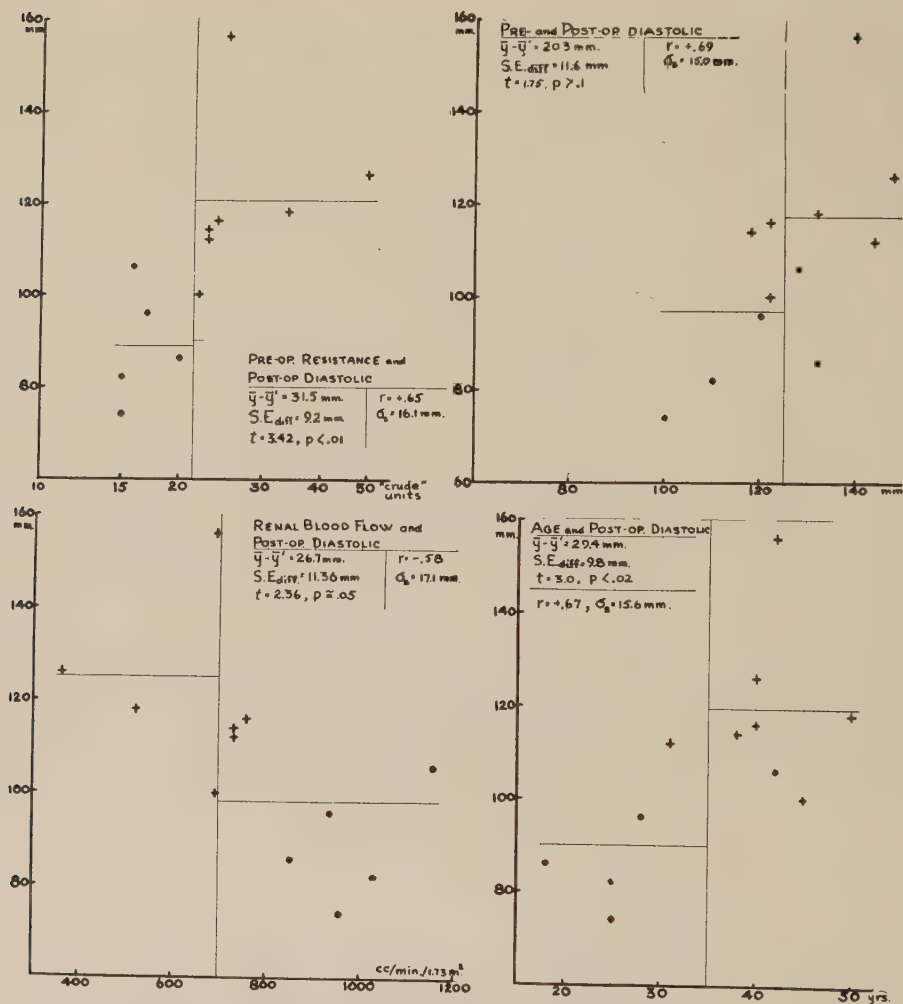 160
mm.
140
120
100
80
10
15
20
30
40
50
"crude" units
PRE-OP. RESISTANCE and
POST-OP DIASTOLIC
ȳ-ȳ' = 31.5 mm.
S.E.diff = 9.2 mm
t = 3.42, p < .01
r = +.65
σ = 16.1 mm.
160
mm.
140
120
100
80
60
80
100
120
140
mm
PRE- and POST-OP DIASTOLIC
ȳ-ȳ' = 20.3 mm.
S.E.diff = 11.6 mm
t = 1.75, p > .1
r = +.69
σ = 15.0 mm.
160
mm.
140
120
100
80
400
600
800
1000
1200
cc/min./1.73 m²
RENAL BLOOD FLOW and
POST-OP. DIASTOLIC
ȳ-ȳ' = 26.7 mm.
S.E.diff. = 11.36 mm
t = 2.36, p ≅ .05
r = -.58
σ = 17.1 mm.
160
mm.
140
120
100
80
20
30
40
50 yrs.
AGE and POST-OP. DIASTOLIC
ȳ-ȳ' = 29.4 mm.
S.E.diff = 9.8 mm
t = 3.0, p < .02
r = +.67, σ = 15.6 mm.